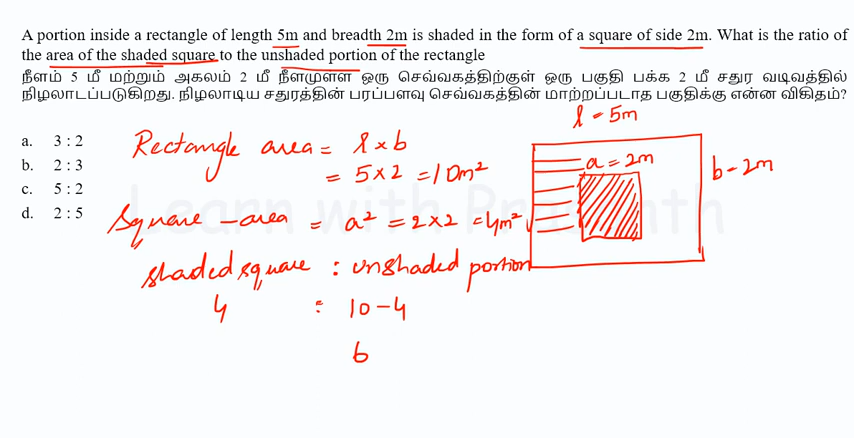 A portion inside a rectangle of length 5m and breadth 2m is shaded in the form of a square of side 2m. What is the ratio of
the area of the shaded square to the unshaded portion of the rectangle
நீளம் 5 மீ மற்றும் அகலம் 2 மீ நீளமுள்ள ஒரு செவ்வகத்திற்குள் ஒரு பகுதி பக்க 2 மீ சதுர வடிவத்தில்
நிழலாடப்படுகிறது. நிழலாடிய சதுரத்தின் பரப்பளவு செவ்வகத்தின் மாற்றப்படாத பகுதிக்கு என்ன விகிதம்?
l = 5m
a. 3 : 2
b. 2 : 3
c. 5 : 2
d. 2 : 5
Rectangle area = l x b
= 5 x 2 = 10m²
a = 2m
b - 2m
Square - area = a² = 2 x 2 = 4m²
shaded square : unshaded portion
4 : 10 - 4
6